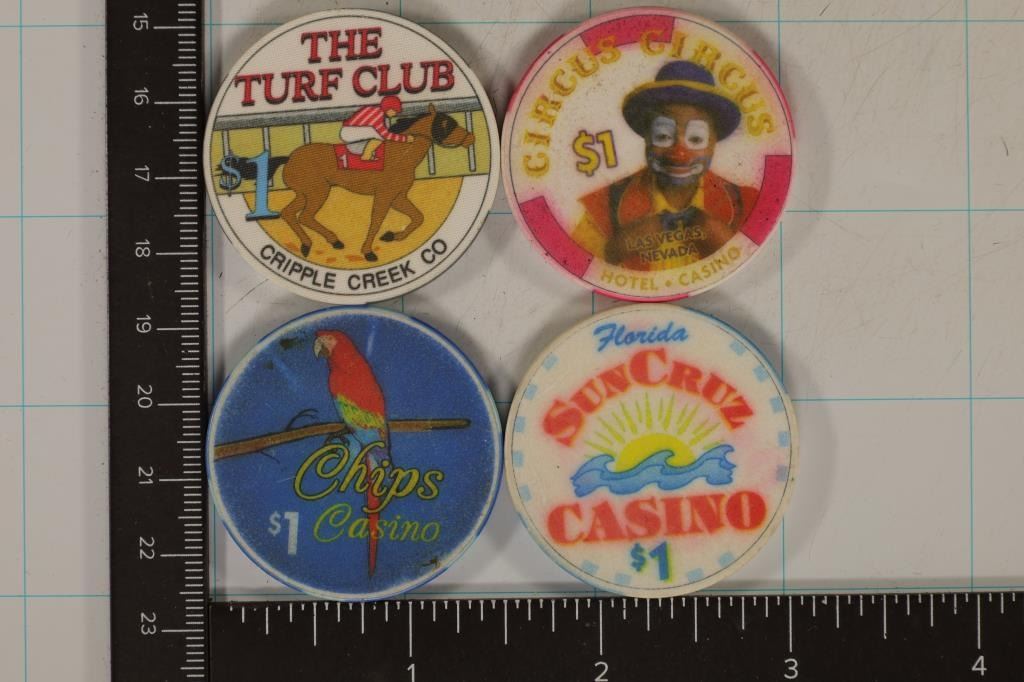 THE
TURF CLUB
1
$1
CRIPPLE CREEK CO
CIRCUS CIRCUS
$1
LAS VEGAS,
NEVADA
HOTEL • CASINO
Chips
$1 Casino
Florida
SUNCRUZ
CASINO
$1
15
16
17
18
19
20
21
22
23
1
2
3
4